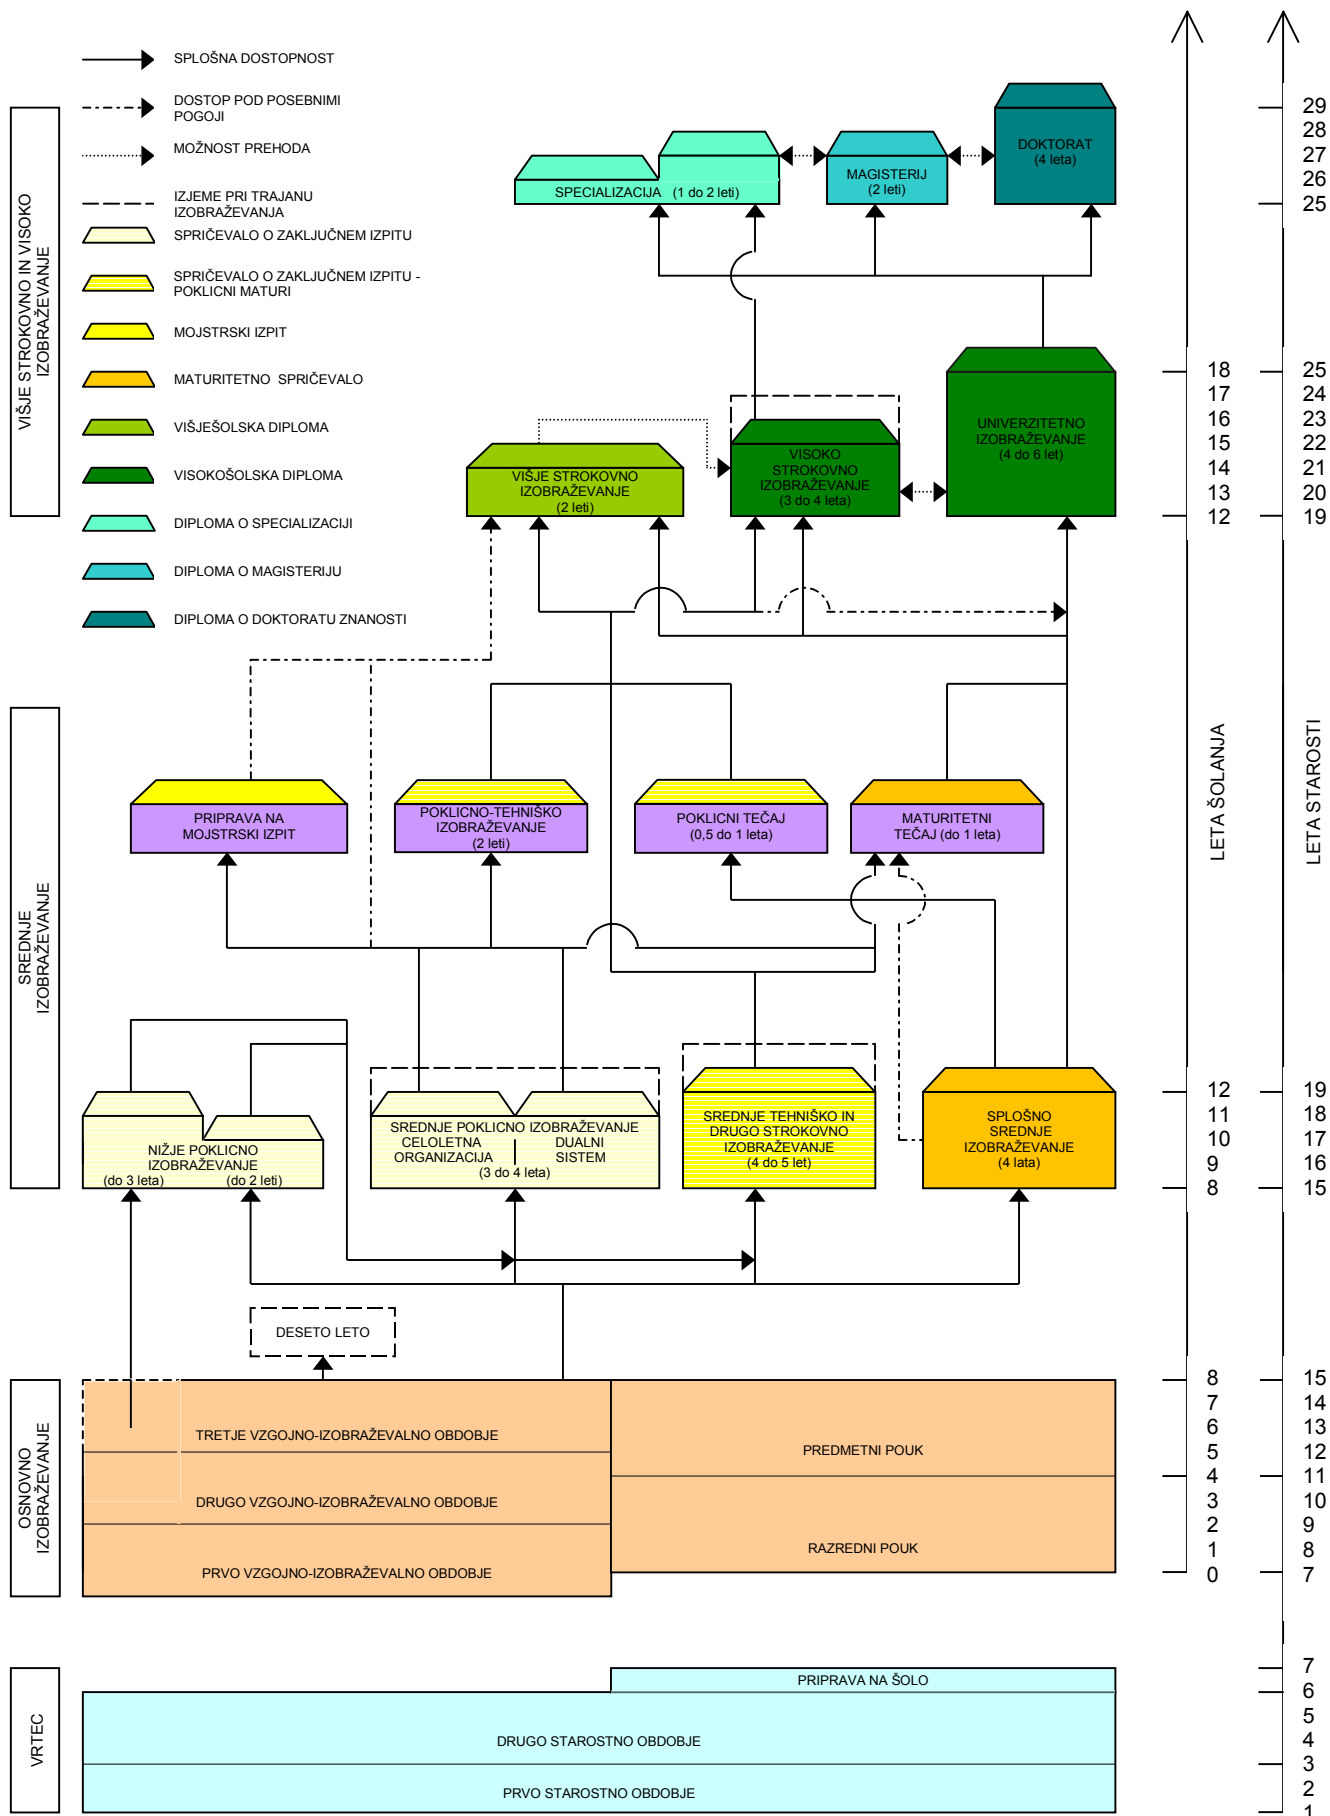 SPLOŠNA DOSTOPNOST
DOSTOP POD POSEBNIMI
POGOJI
MOŽNOST PREHODA
IZJEME PRI TRAJANU
IZOBRAŽEVANJA
SPRIČEVALO O ZAKLJUČNEM IZPITU
SPRIČEVALO O ZAKLJUČNEM IZPITU -
POKLICNI MATURI
MOJSTRSKI IZPIT
MATURITETNO SPRIČEVALO
VIŠJEŠOLSKA DIPLOMA
VISOKOŠOLSKA DIPLOMA
DIPLOMA O SPECIALIZACIJI
DIPLOMA O MAGISTERIJU
DIPLOMA O DOKTORATU ZNANOSTI
VIŠJE STROKOVNO IN VISOKO
IZOBRAŽEVANJE
SPECIALIZACIJA (1 do 2 leti)
MAGISTERIJ
(2 leti)
DOKTORAT
(4 leta)
VIŠJE STROKOVNO
IZOBRAŽEVANJE
(2 leti)
VISOKO
STROKOVNO
IZOBRAŽEVANJE
(3 do 4 leta)
UNIVERZITETNO
IZOBRAŽEVANJE
(4 do 6 let)
SREDNJE
IZOBRAŽEVANJE
PRIPRAVA NA
MOJSTRSKI IZPIT
POKLICNO-TEHNIŠKO
IZOBRAŽEVANJE
(2 leti)
POKLICNI TEČAJ
(0,5 do 1 leta)
MATURITETNI
TEČAJ (do 1 leta)
NIŽJE POKLICNO
IZOBRAŽEVANJE
(do 3 leta) (do 2 leti)
SREDNJE POKLICNO IZOBRAŽEVANJE
CELOLETNA DUALNI
ORGANIZACIJA SISTEM
(3 do 4 leta)
SREDNJE TEHNIŠKO IN
DRUGO STROKOVNO
IZOBRAŽEVANJE
(4 do 5 let)
SPLOŠNO
SREDNJE
IZOBRAŽEVANJE
(4 lata)
DESETO LETO
OSNOVNO
IZOBRAŽEVANJE
TRETJE VZGOJNO-IZOBRAŽEVALNO OBDOBJE
DRUGO VZGOJNO-IZOBRAŽEVALNO OBDOBJE
PRVO VZGOJNO-IZOBRAŽEVALNO OBDOBJE
PREDMETNI POUK
RAZREDNI POUK
VRTEC
PRIPRAVA NA ŠOLO
DRUGO STAROSTNO OBDOBJE
PRVO STAROSTNO OBDOBJE
LETA ŠOLANJA
18
17
16
15
14
13
12
12
11
10
9
8
8
7
6
5
4
3
2
1
0
LETA STAROSTI
29
28
27
26
25
25
24
23
22
21
20
19
19
18
17
16
15
15
14
13
12
11
10
9
8
7
7
6
5
4
3
2
1